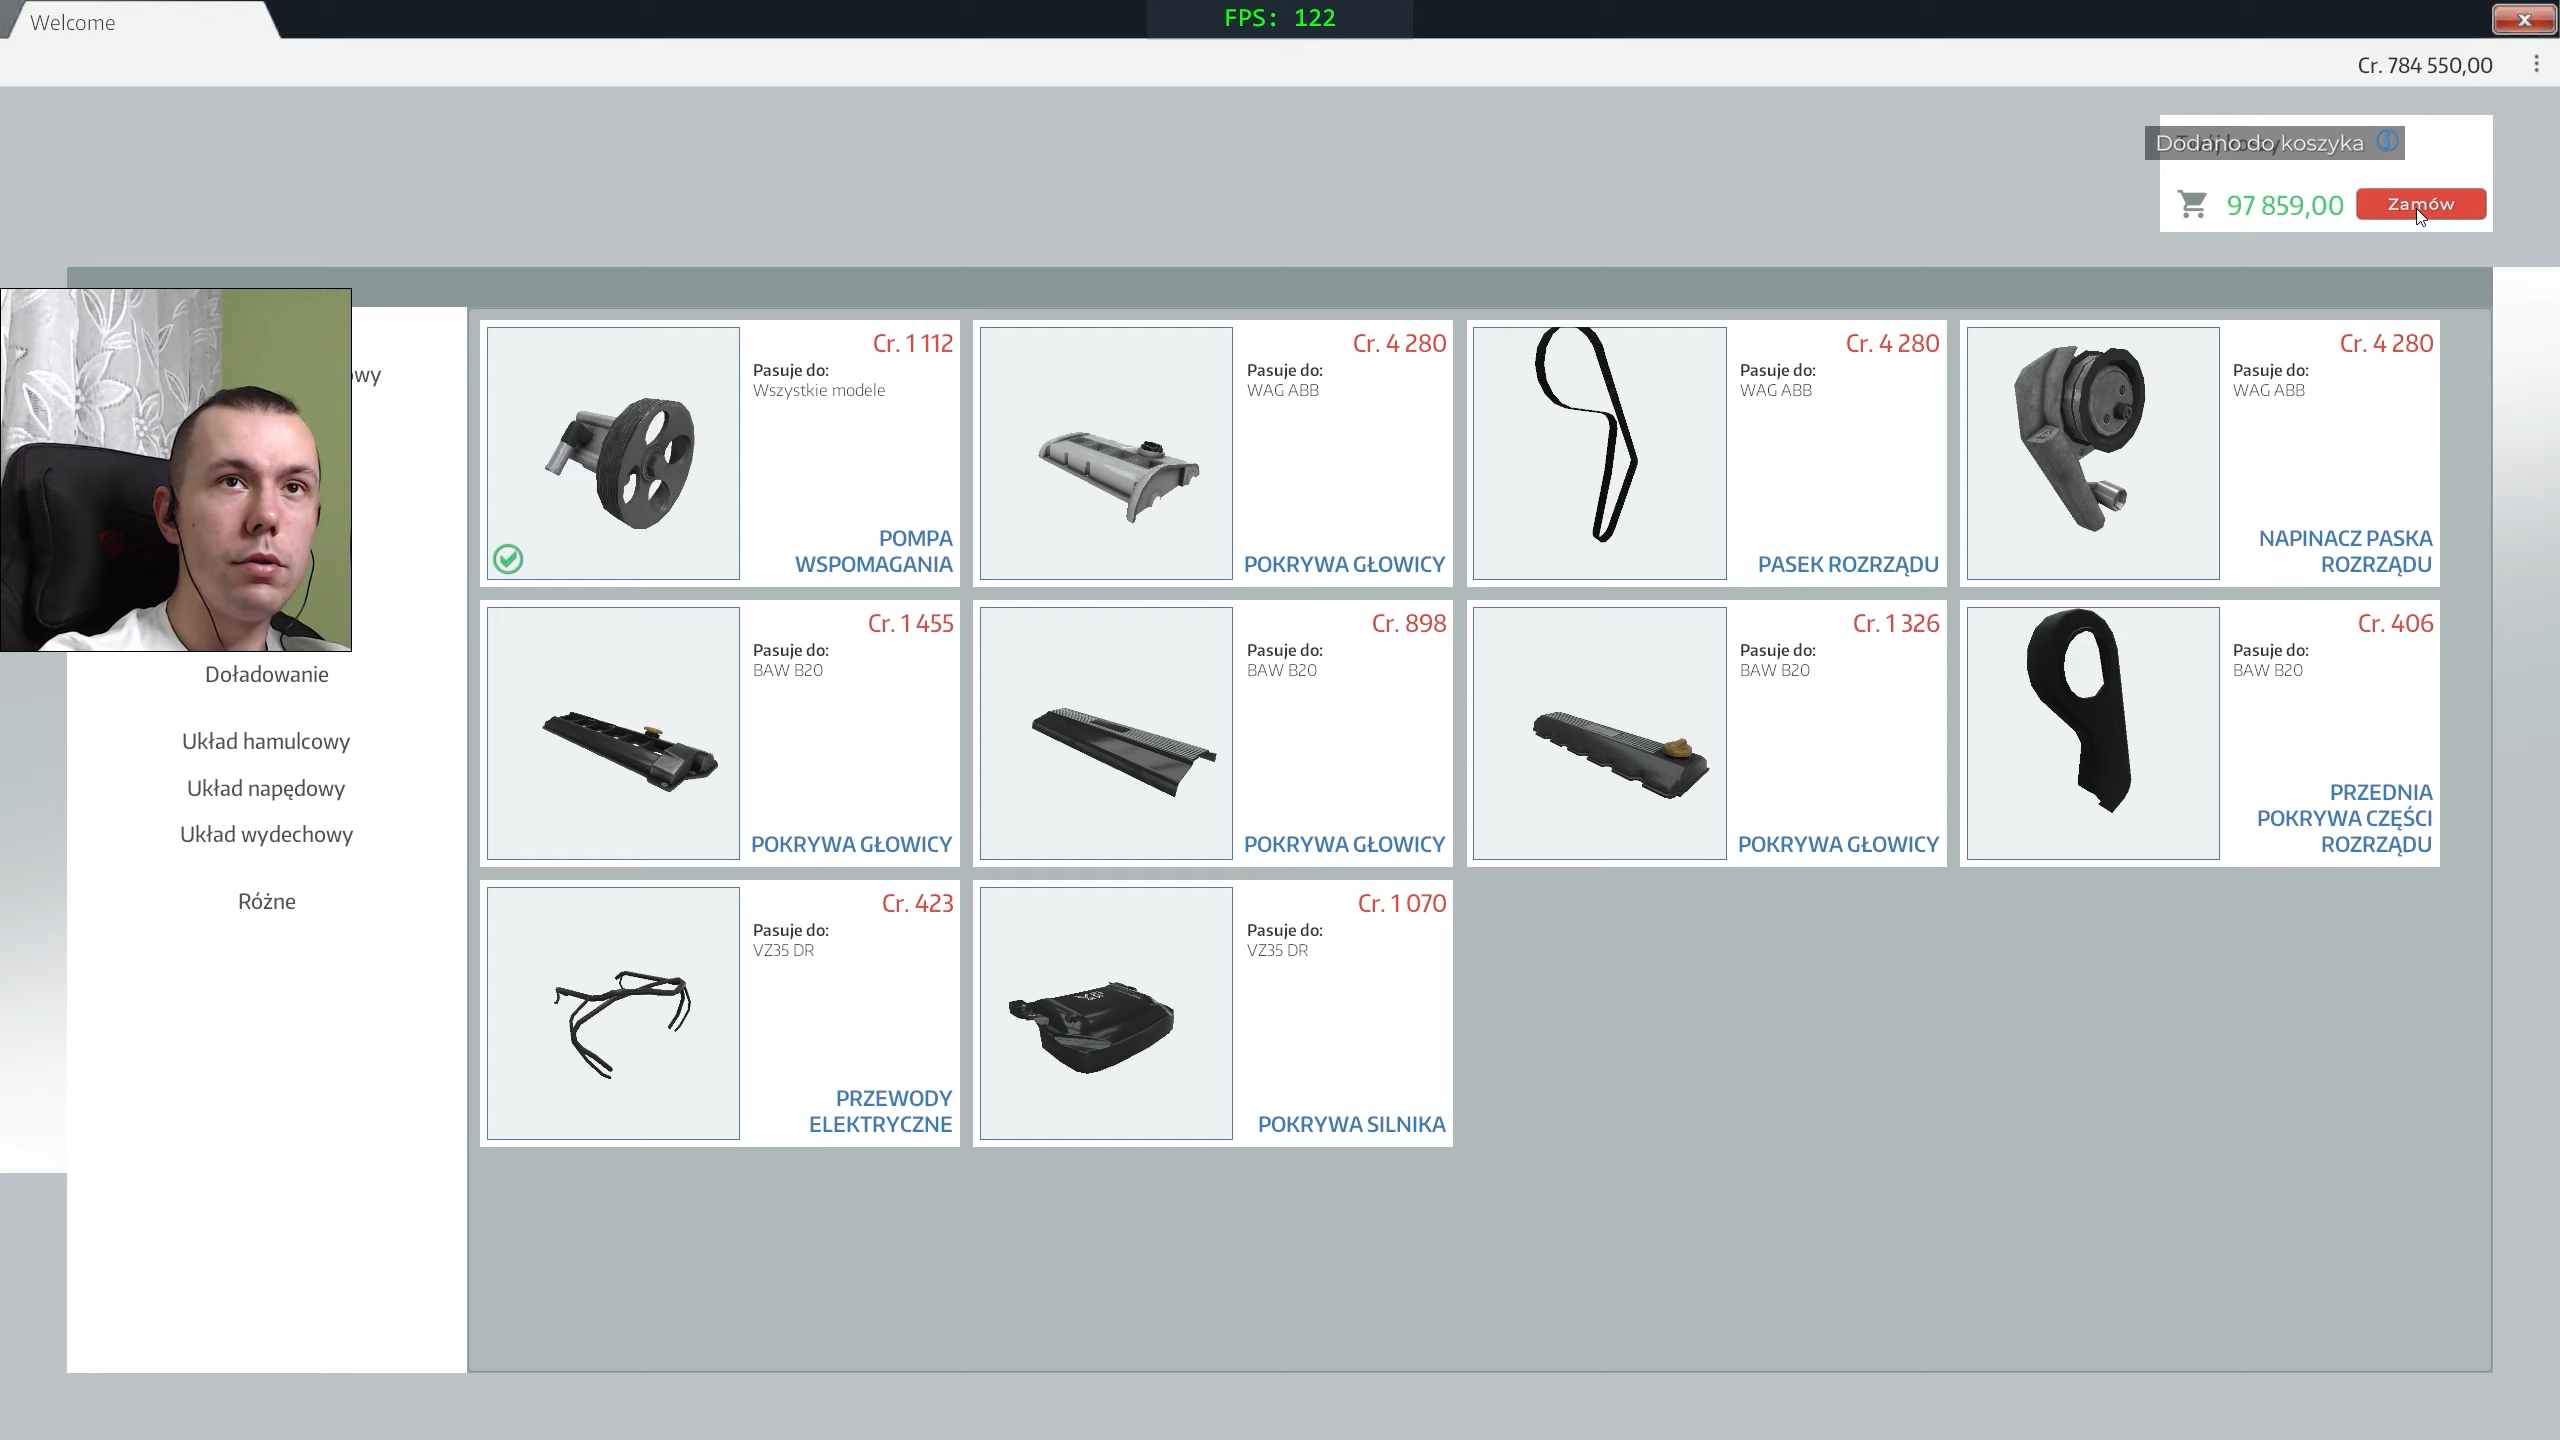 Welcome
FPS: 122
x
Cr. 784 550,00
Dodano do koszyka
97 859,00
Zamów
owy
Doładowanie
Układ hamulcowy
Układ napędowy
Układ wydechowy
Różne
Cr. 1 112
Pasuje do:
Wszystkie modele
POMPA
WSPOMAGANIA
Cr. 4 280
Pasuje do:
WAG ABB
POKRYWA GŁOWICY
Cr. 4 280
Pasuje do:
WAG ABB
PASEK ROZRZĄDU
Cr. 4 280
Pasuje do:
WAG ABB
NAPINACZ PASKA
ROZRZĄDU
Cr. 1 455
Pasuje do:
BAW B20
POKRYWA GŁOWICY
Cr. 898
Pasuje do:
BAW B20
POKRYWA GŁOWICY
Cr. 1 326
Pasuje do:
BAW B20
POKRYWA GŁOWICY
Cr. 406
Pasuje do:
BAW B20
PRZEDNIA
POKRYWA CZĘŚCI
ROZRZĄDU
Cr. 423
Pasuje do:
VZ35 DR
PRZEWODY
ELEKTRYCZNE
Cr. 1 070
Pasuje do:
VZ35 DR
POKRYWA SILNIKA